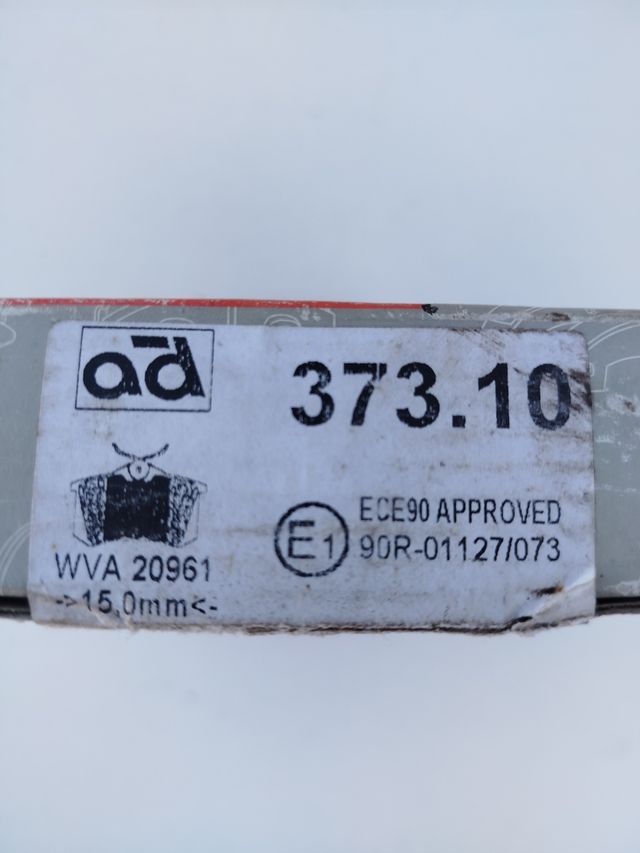 ad
373.10
E1
ECE90 APPROVED
90R-01127/073
WVA 20961
->15,0mm<-